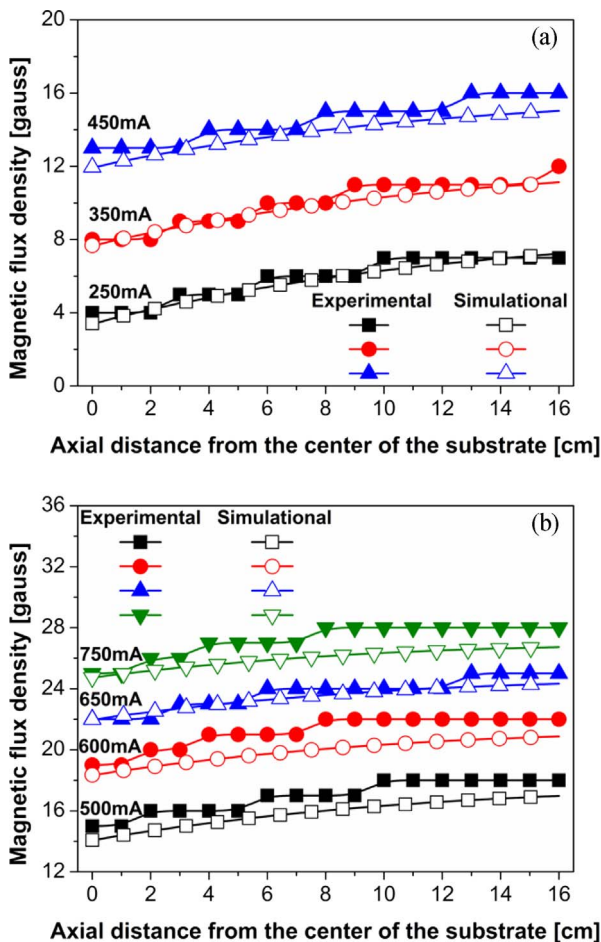 (a)
20
16
12
8
4
0
Magnetic flux density [gauss]
450mA
350mA
250mA
Experimental Simulational
0 2 4 6 8 10 12 14 16
Axial distance from the center of the substrate [cm]
(b)
36
32
28
24
20
16
12
Magnetic flux density [gauss]
Experimental Simulational
750mA
650mA
600mA
500mA
0 2 4 6 8 10 12 14 16
Axial distance from the center of the substrate [cm]